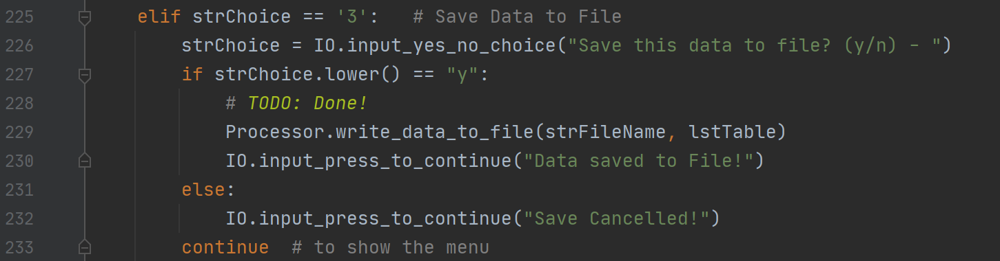 225 elif strChoice == '3':   # Save Data to File
226 strChoice = IO.input_yes_no_choice("Save this data to file? (y/n) - ")
227 if strChoice.lower() == "y":
228 # TODO: Done!
229 Processor.write_data_to_file(strFileName, lstTable)
230 IO.input_press_to_continue("Data saved to File!")
231 else:
232 IO.input_press_to_continue("Save Cancelled!")
233 continue  # to show the menu